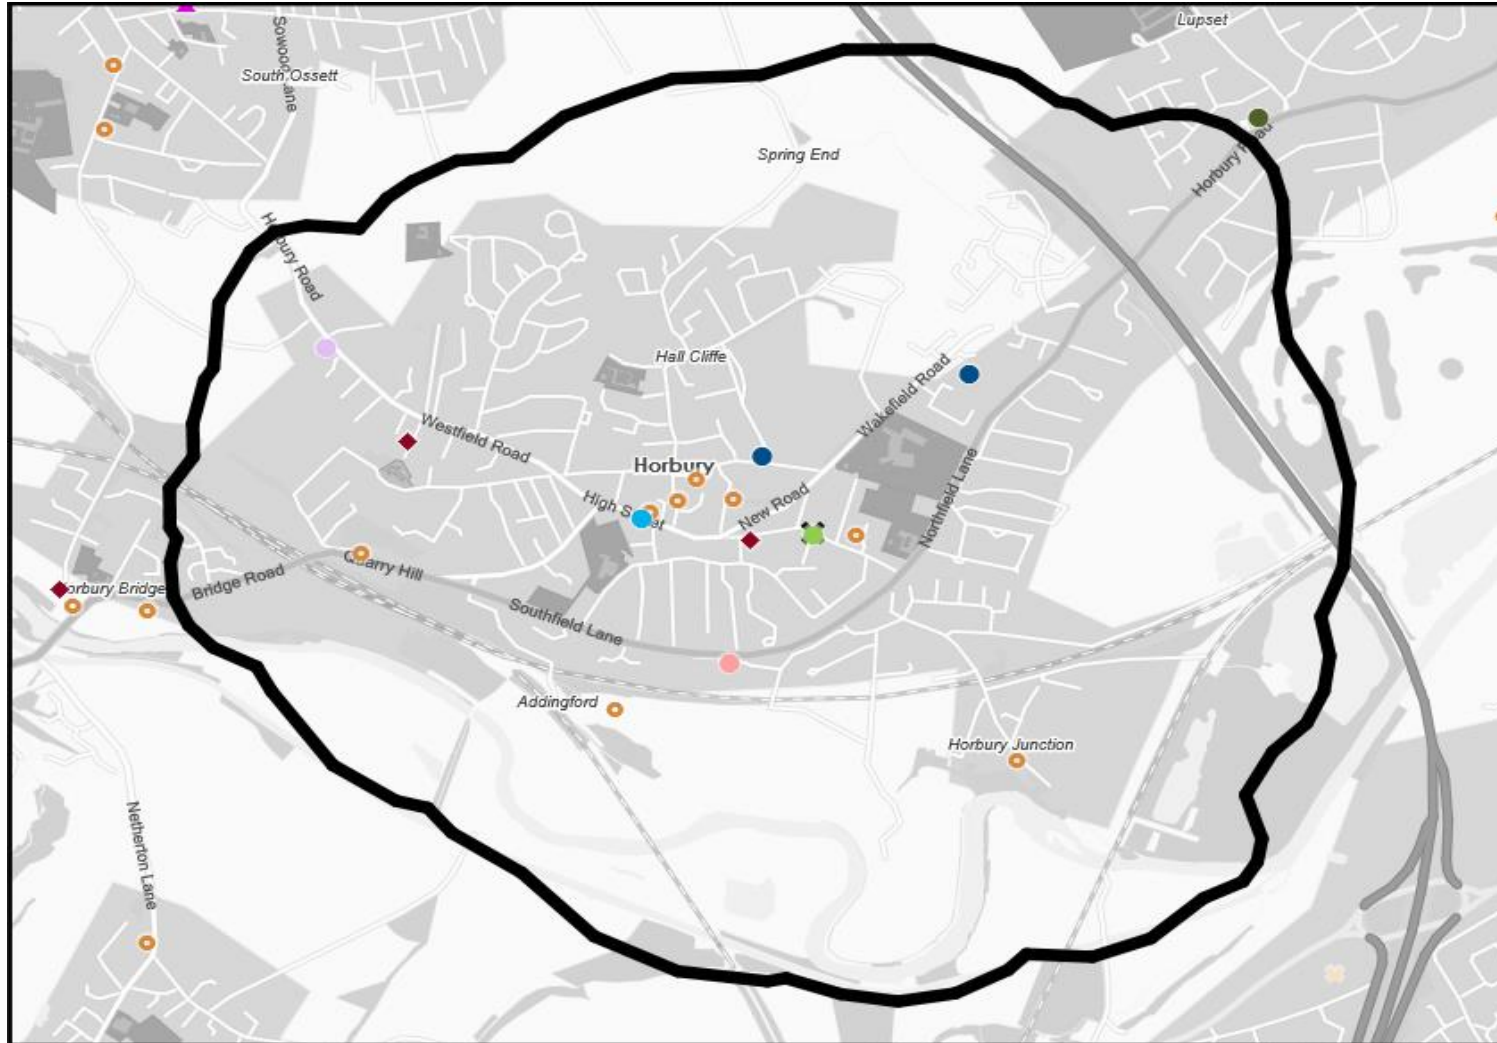 Lupset
Sowood Lane
South Ossett
Spring End
Horbury Road
Horbury Road
Hall Cliffe
Wakefield Road
Westfield Road
Horbury
High Street
New Road
Northfield Lane
Quarry Hill
Bridge Road
Horbury Bridge
Southfield Lane
Addingford
Horbury Junction
Netherton Lane